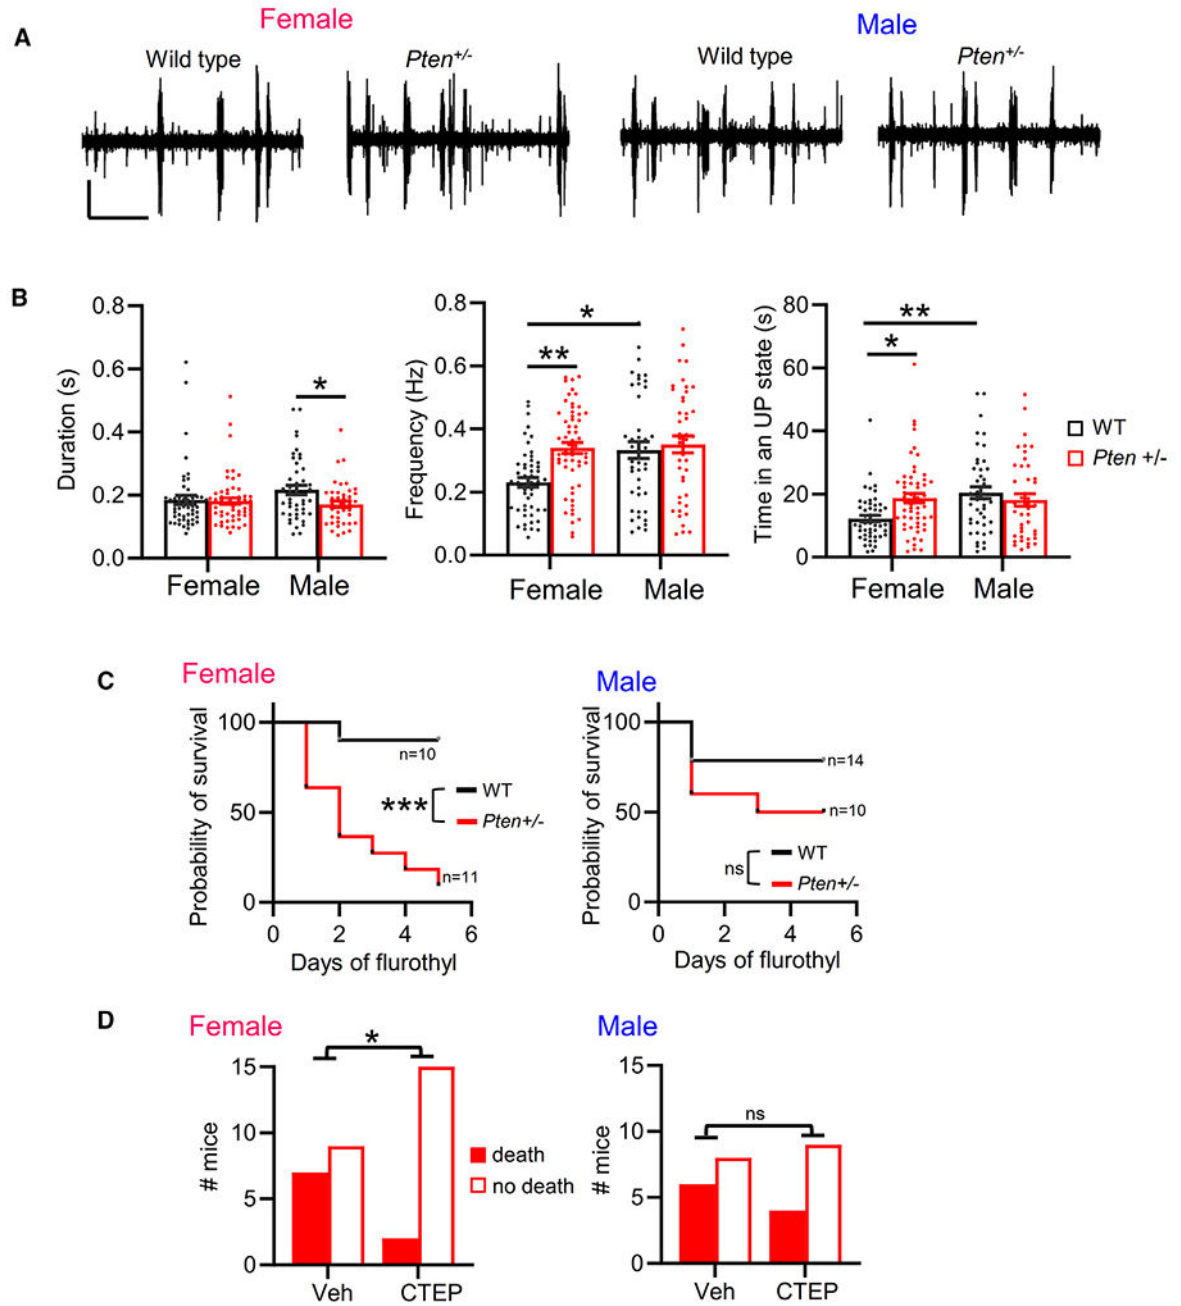 A
Female
Male
Wild type
Pten+/-
Wild type
Pten+/-
B
Duration (s)
0.8
0.6
0.4
0.2
0.0
*
Female
Male
Frequency (Hz)
0.8
0.6
0.4
0.2
0.0
*
**
Female
Male
Time in an UP state (s)
80
60
40
20
0
**
*
Female
Male
WT
Pten +/-
C
Female
Probability of survival
100
50
0
n=10
***
WT
Pten+/-
n=11
0 2 4 6
Days of flurothyl
Male
Probability of survival
100
50
0
n=14
n=10
ns
WT
Pten+/-
0 2 4 6
Days of flurothyl
D
Female
# mice
15
10
5
0
*
Veh
CTEP
death
no death
Male
# mice
15
10
5
0
ns
Veh
CTEP